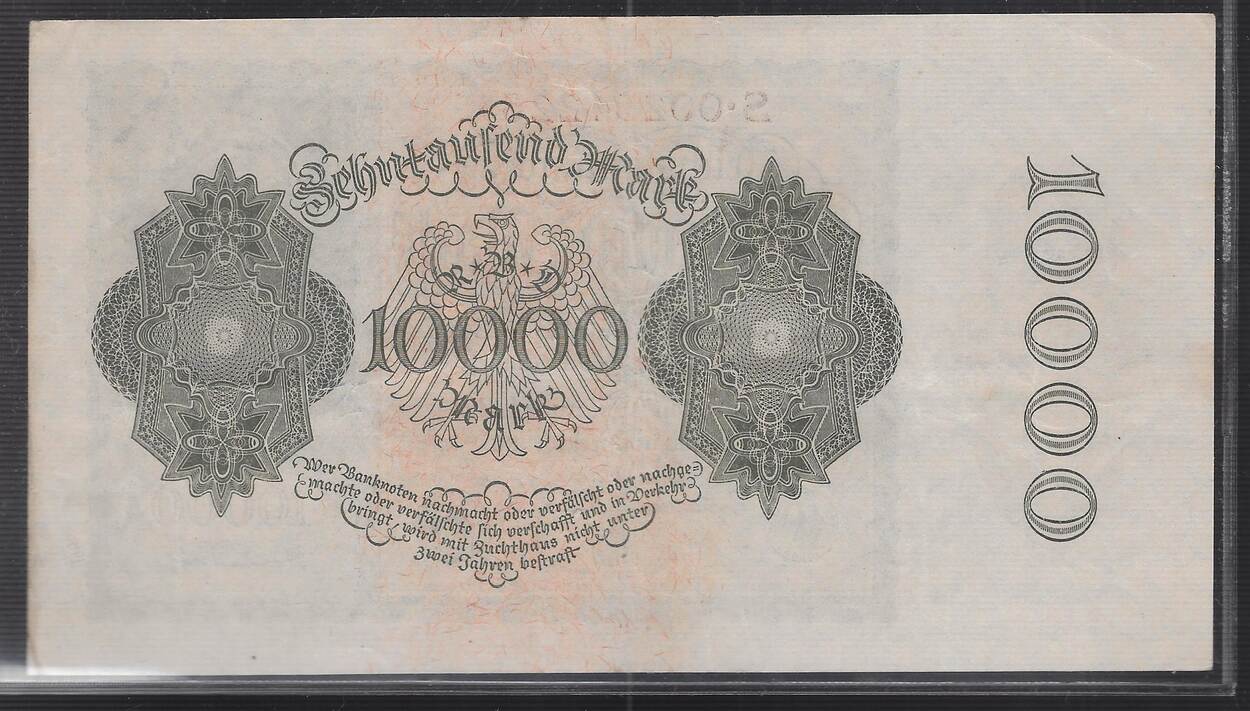 Zehntausend Mark
R * B * D
10000
Mark
Wer Banknoten nachmacht oder verfälscht oder nachge=
machte oder verfälschte sich verschafft und in Verkehr
bringt, wird mit Zuchthaus nicht unter
zwei Jahren bestraft
10000